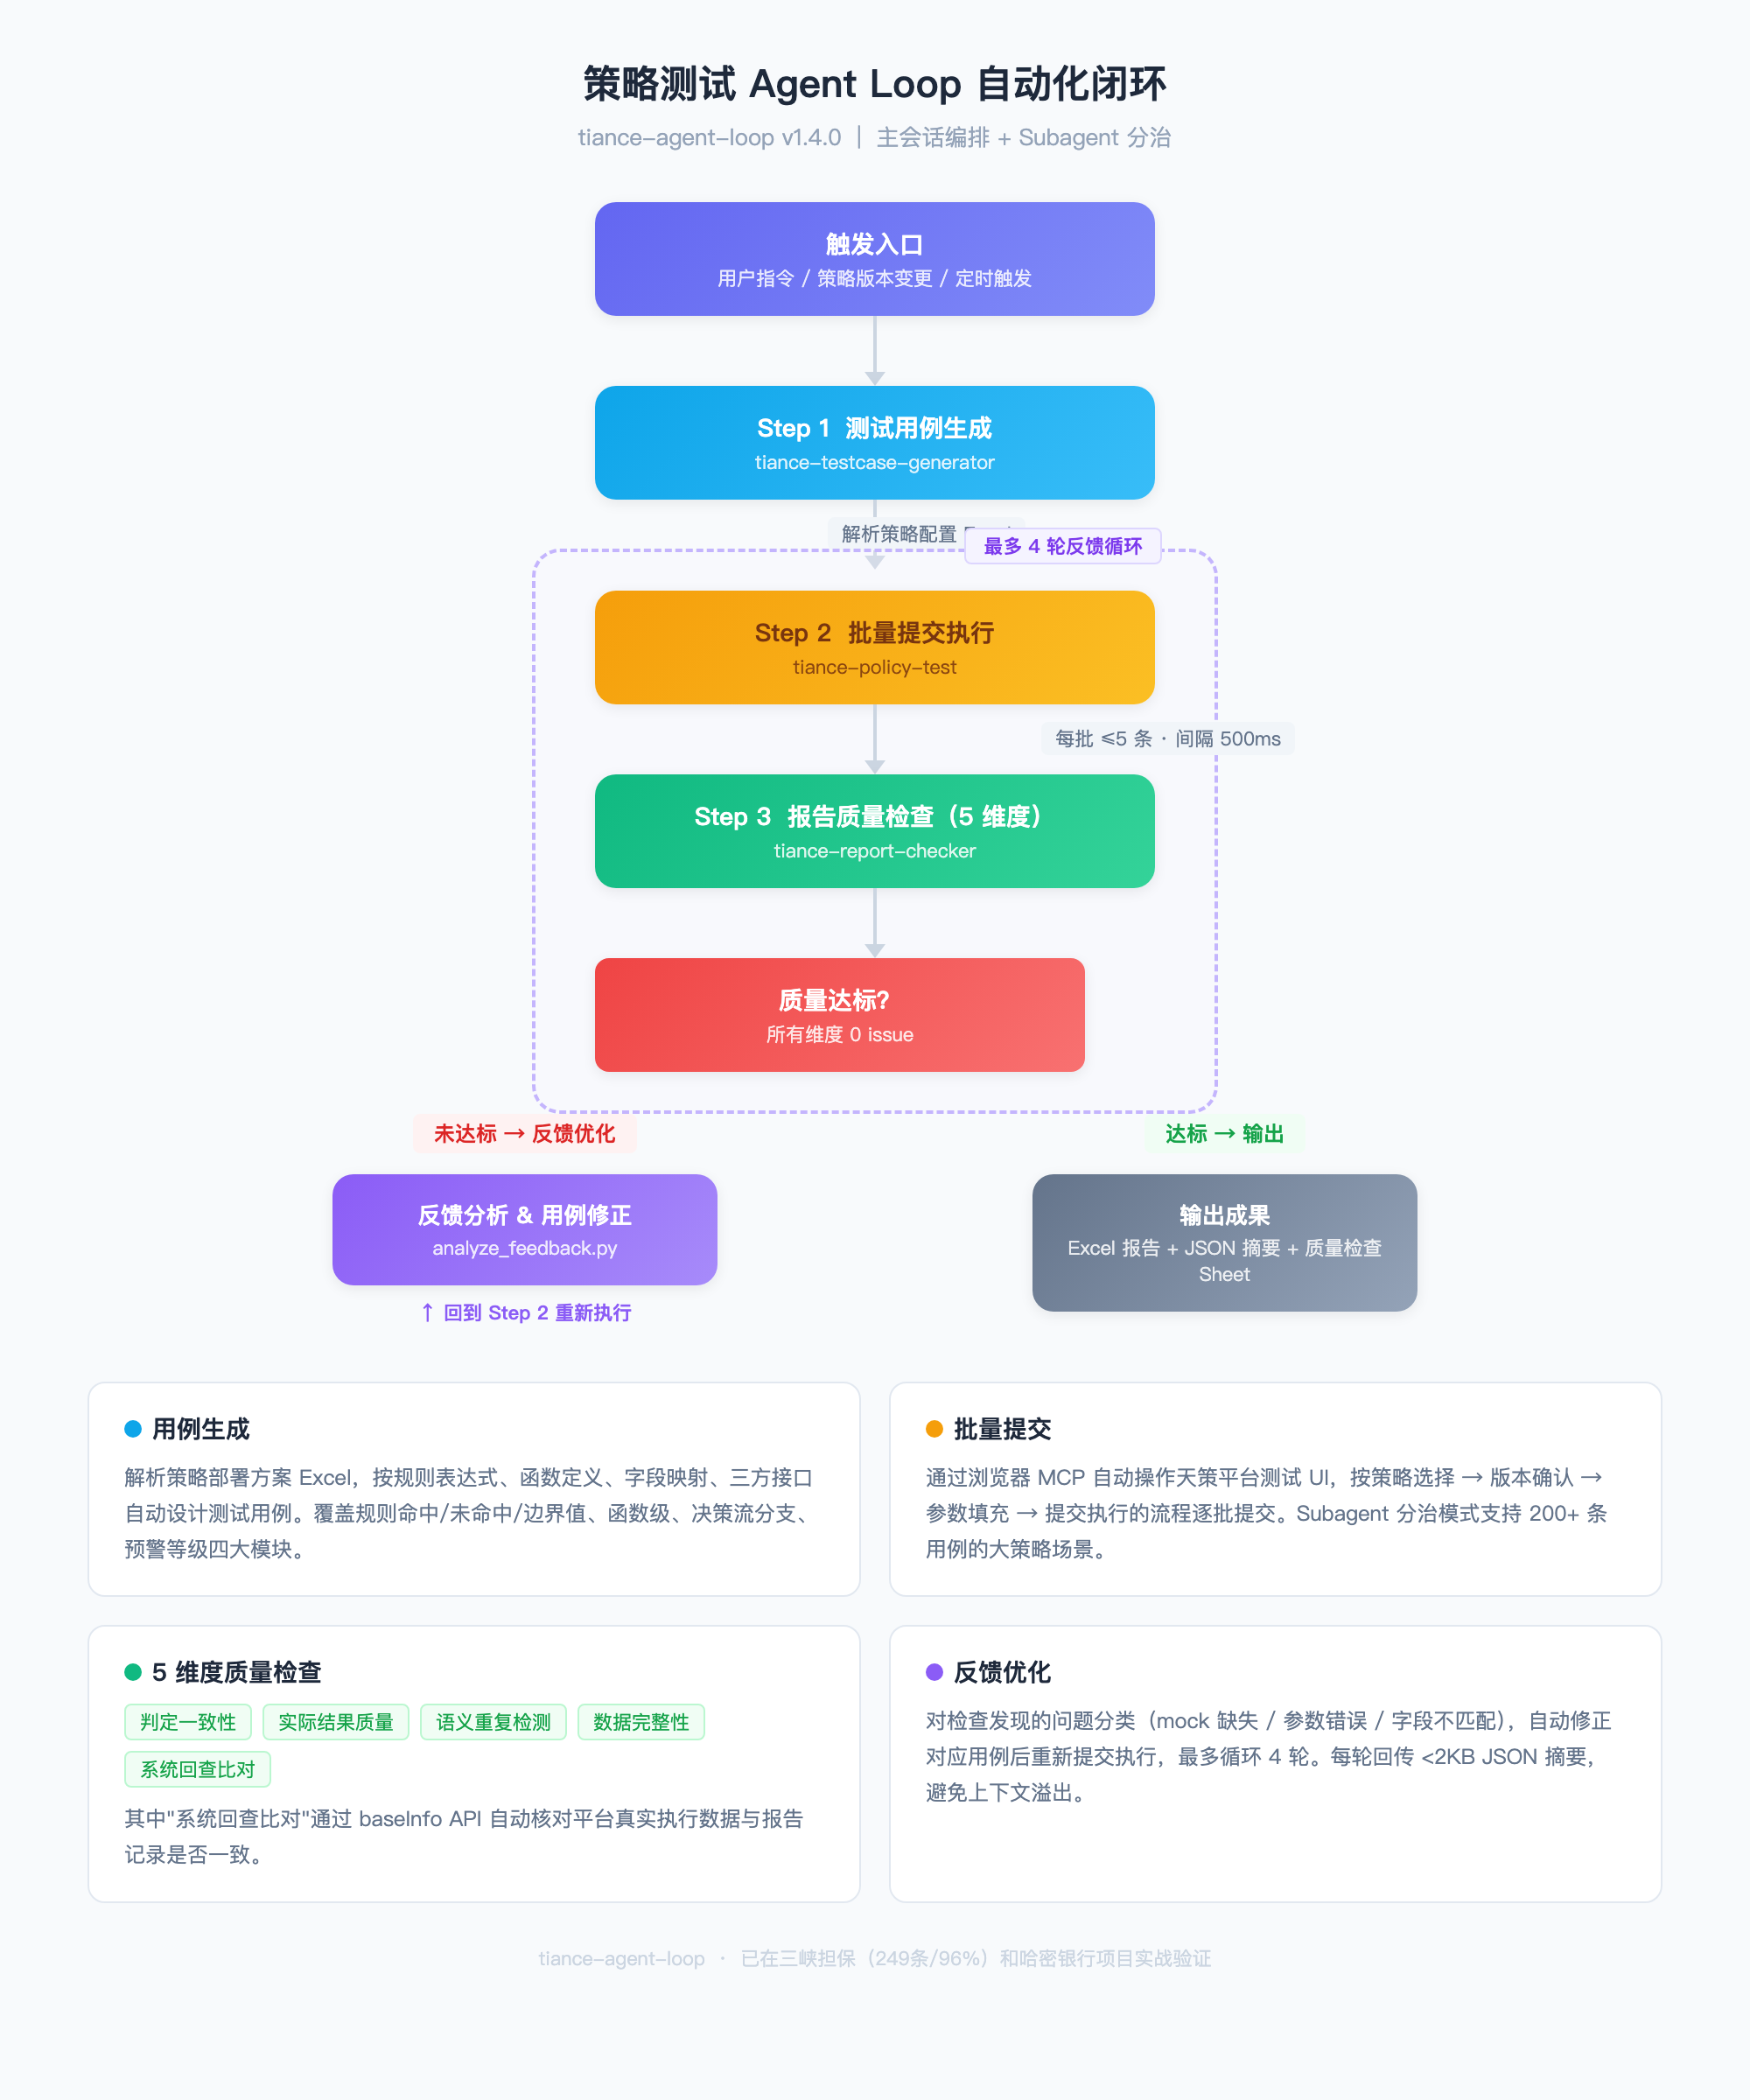 策略测试 Agent Loop 自动化闭环
tiance-agent-loop v1.4.0 | 主会话编排 + Subagent 分治
触发入口
用户指令 / 策略版本变更 / 定时触发
Step 1 测试用例生成
tiance-testcase-generator
解析策略配置
最多 4 轮反馈循环
Step 2 批量提交执行
tiance-policy-test
每批 ≤5 条 · 间隔 500ms
Step 3 报告质量检查（5 维度）
tiance-report-checker
质量达标?
所有维度 0 issue
未达标 → 反馈优化
达标 → 输出
反馈分析 & 用例修正
analyze_feedback.py
↑ 回到 Step 2 重新执行
输出成果
Excel 报告 + JSON 摘要 + 质量检查
Sheet
用例生成
解析策略部署方案 Excel，按规则表达式、函数定义、字段映射、三方接口
自动设计测试用例。覆盖规则命中/未命中/边界值、函数级、决策流分支、
预警等级四大模块。
批量提交
通过浏览器 MCP 自动操作天策平台测试 UI，按策略选择 → 版本确认 →
参数填充 → 提交执行的流程逐批提交。Subagent 分治模式支持 200+ 条
用例的大策略场景。
5 维度质量检查
判定一致性 实际结果质量 语义重复检测 数据完整性
系统回查比对
其中"系统回查比对"通过 baseInfo API 自动核对平台真实执行数据与报告
记录是否一致。
反馈优化
对检查发现的问题分类（mock 缺失 / 参数错误 / 字段不匹配），自动修正
对应用例后重新提交执行，最多循环 4 轮。每轮回传 <2KB JSON 摘要，
避免上下文溢出。
tiance-agent-loop · 已在三峡担保（249条/96%）和哈密银行项目实战验证